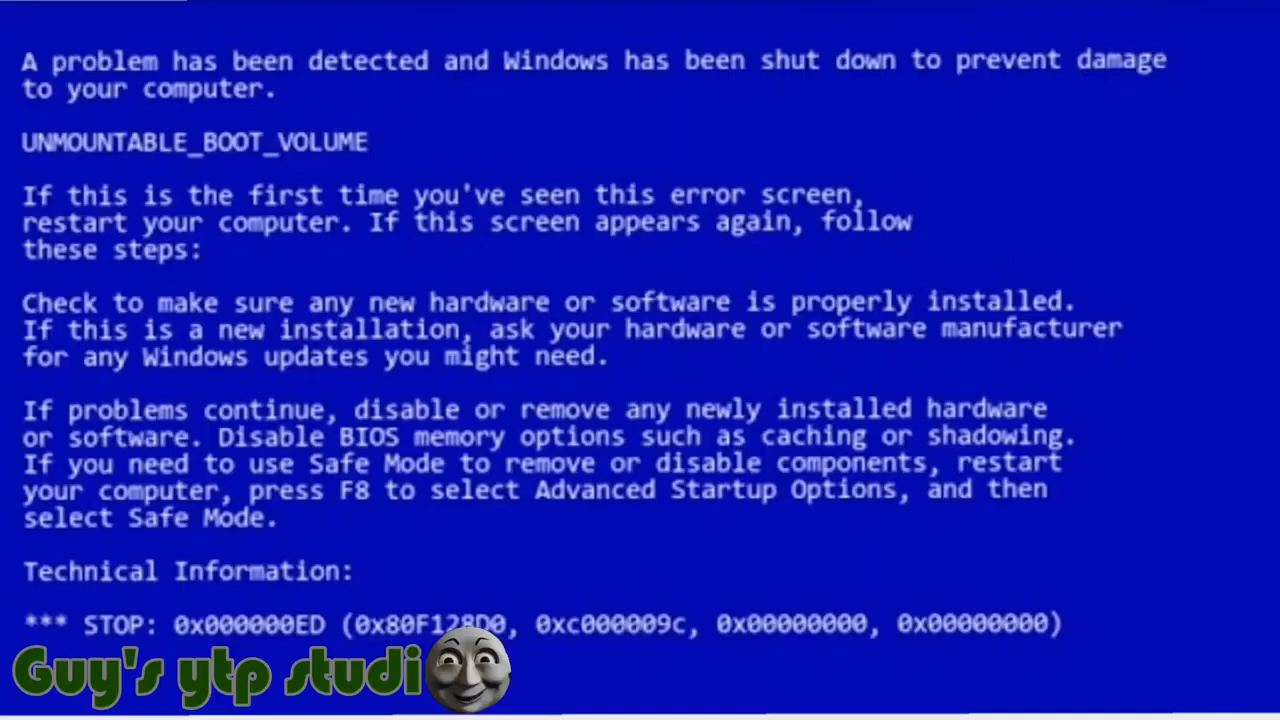 A problem has been detected and Windows has been shut down to prevent damage
to your computer.
UNMOUNTABLE_BOOT_VOLUME
If this is the first time you've seen this error screen,
restart your computer. If this screen appears again, follow
these steps:
Check to make sure any new hardware or software is properly installed.
If this is a new installation, ask your hardware or software manufacturer
for any Windows updates you might need.
If problems continue, disable or remove any newly installed hardware
or software. Disable BIOS memory options such as caching or shadowing.
If you need to use Safe Mode to remove or disable components, restart
your computer, press F8 to select Advanced Startup Options, and then
select Safe Mode.
Technical Information:
*** STOP: 0x000000ED (0x80F128D0, 0xc000009c, 0x00000000, 0x00000000)
Guy's ytp studi